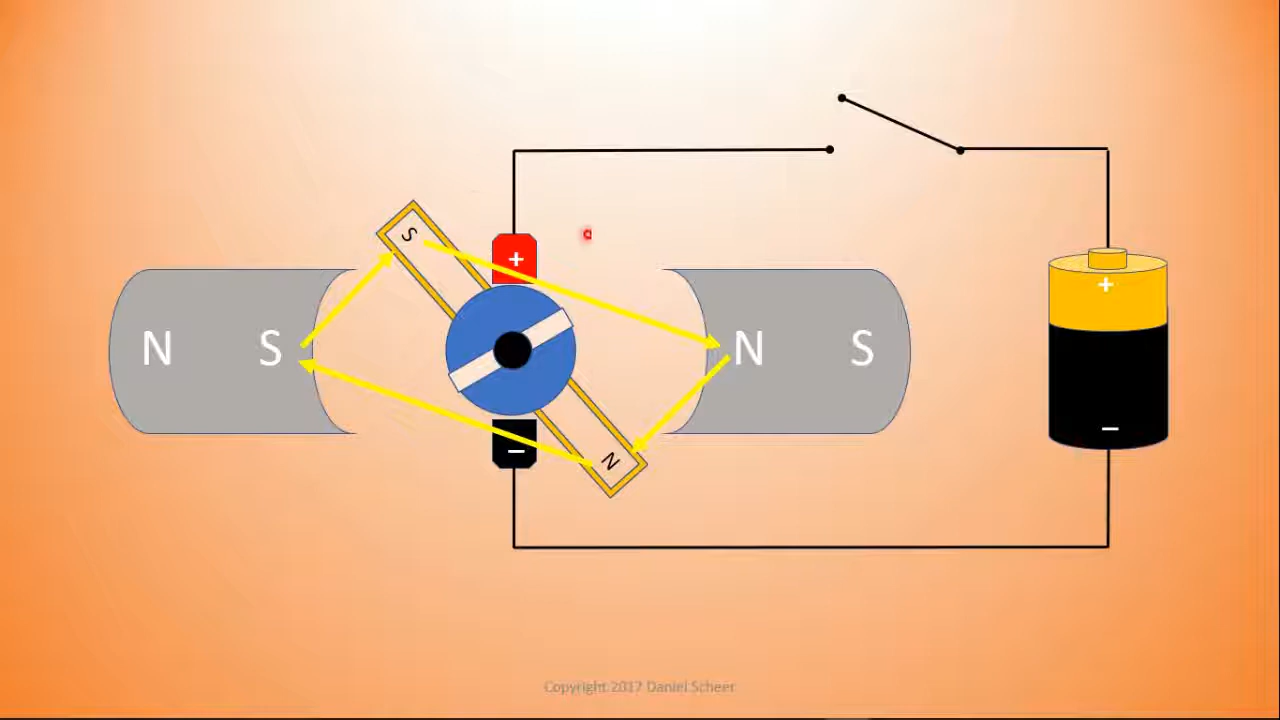 S
+
+
N S
N S
–
–
N
Copyright 2017 Daniel Scheer